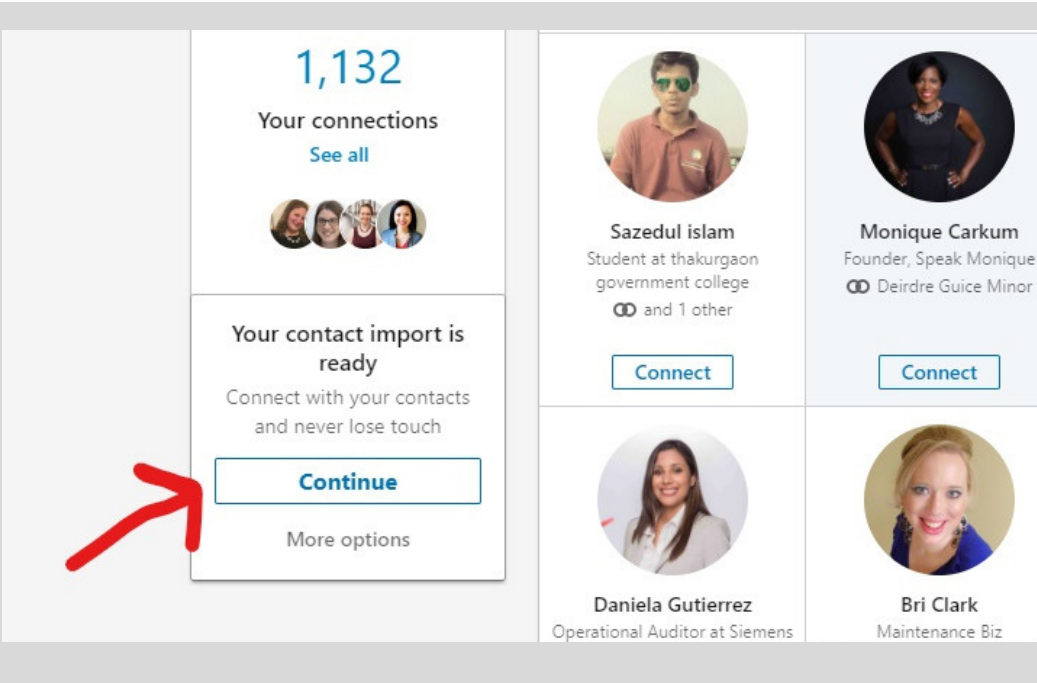 1,132
Your connections
See all
Your contact import is
ready
Connect with your contacts
and never lose touch
Continue
More options
Sazedul islam
Student at thakurgaon
government college
and 1 other
Connect
Monique Carkum
Founder, Speak Monique
Deirdre Guice Minor
Connect
Daniela Gutierrez
Operational Auditor at Siemens
Bri Clark
Maintenance Biz